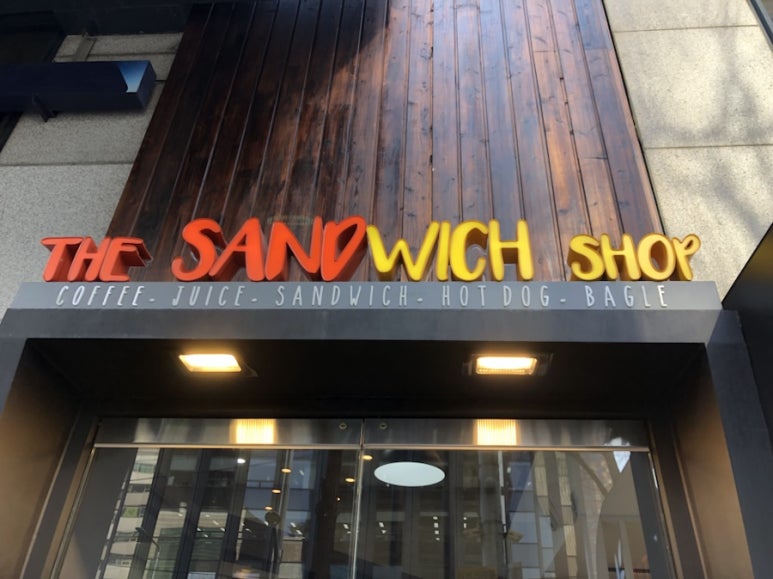 THE SANDWICH SHOP
COFFEE - JUICE - SANDWICH - HOT DOG - BAGLE